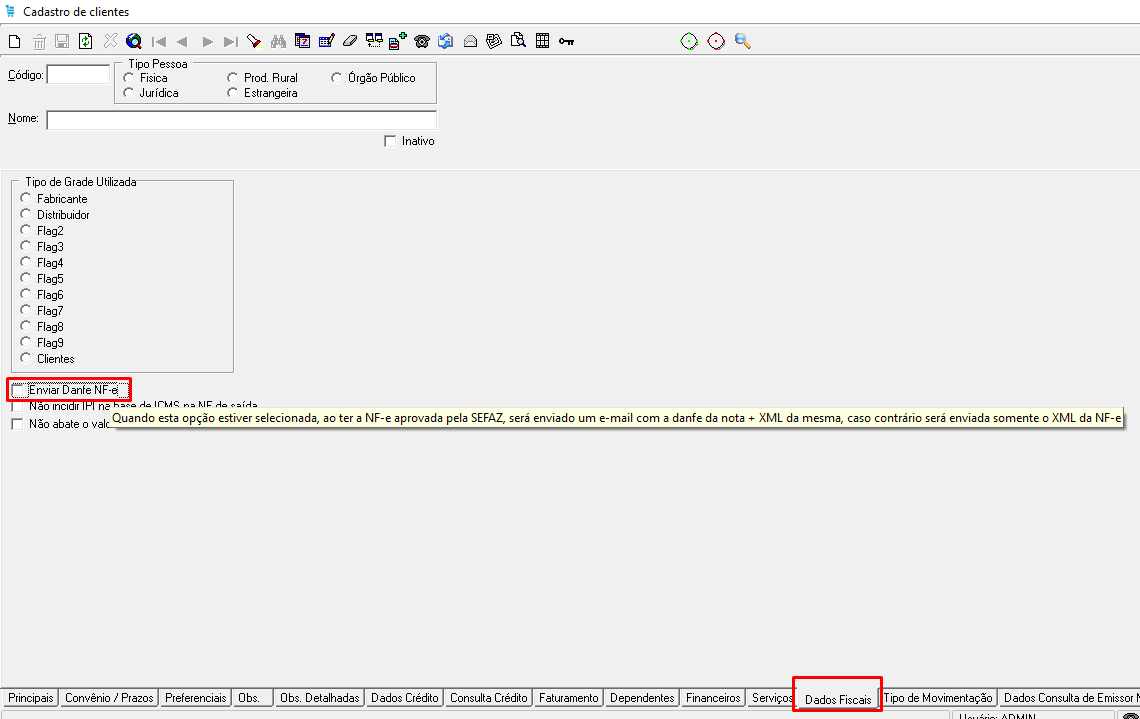 Cadastro de clientes
Código:
Tipo Pessoa
Física
Prod. Rural
Órgão Público
Jurídica
Estrangeira
Nome:
Inativo
Tipo de Grade Utilizada
Fabricante
Distribuidor
Flag2
Flag3
Flag4
Flag5
Flag6
Flag7
Flag8
Flag9
Clientes
Enviar Danfe NF-e
Não incidir IPI na base de ICMS na NF de saída
Quando esta opção estiver selecionada, ao ter a NF-e aprovada pela SEFAZ, será enviado um e-mail com a danfe da nota + XML da mesma, caso contrário será enviada somente o XML da NF-e
Não abate o
Principais Convênio / Prazos Preferenciais Obs. Obs. Detalhadas Dados Crédito Consulta Crédito Faturamento Dependentes Financeiros Serviços Dados Fiscais Tipo de Movimentação Dados Consulta de Emissor
Usuário: ADMIN